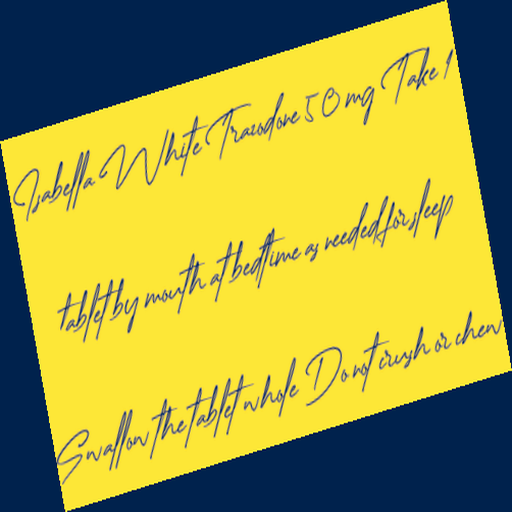 Isabella White Trazodone 50 mg Take 1
tablet by mouth at bedtime as needed for sleep
Swallow the tablet whole Do not crush or chew